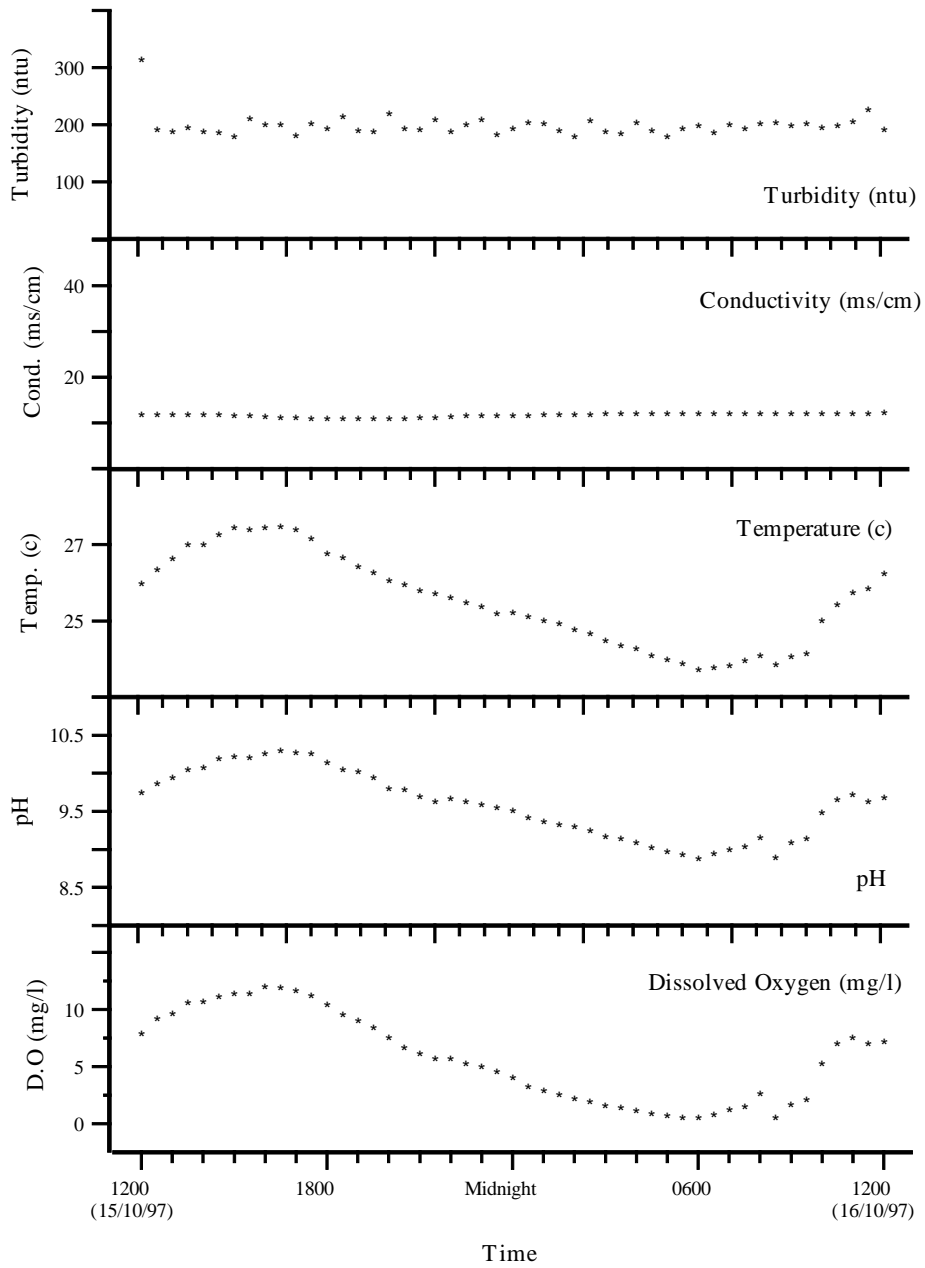 Turbidity (ntu)
300
200
100
Turbidity (ntu)
Cond. (ms/cm)
40
20
Conductivity (ms/cm)
Temp. (c)
27
25
Temperature (c)
pH
10.5
9.5
8.5
pH
D.O (mg/l)
10
5
0
Dissolved Oxygen (mg/l)
1200 1800 Midnight 0600 1200
(15/10/97) (16/10/97)
Time